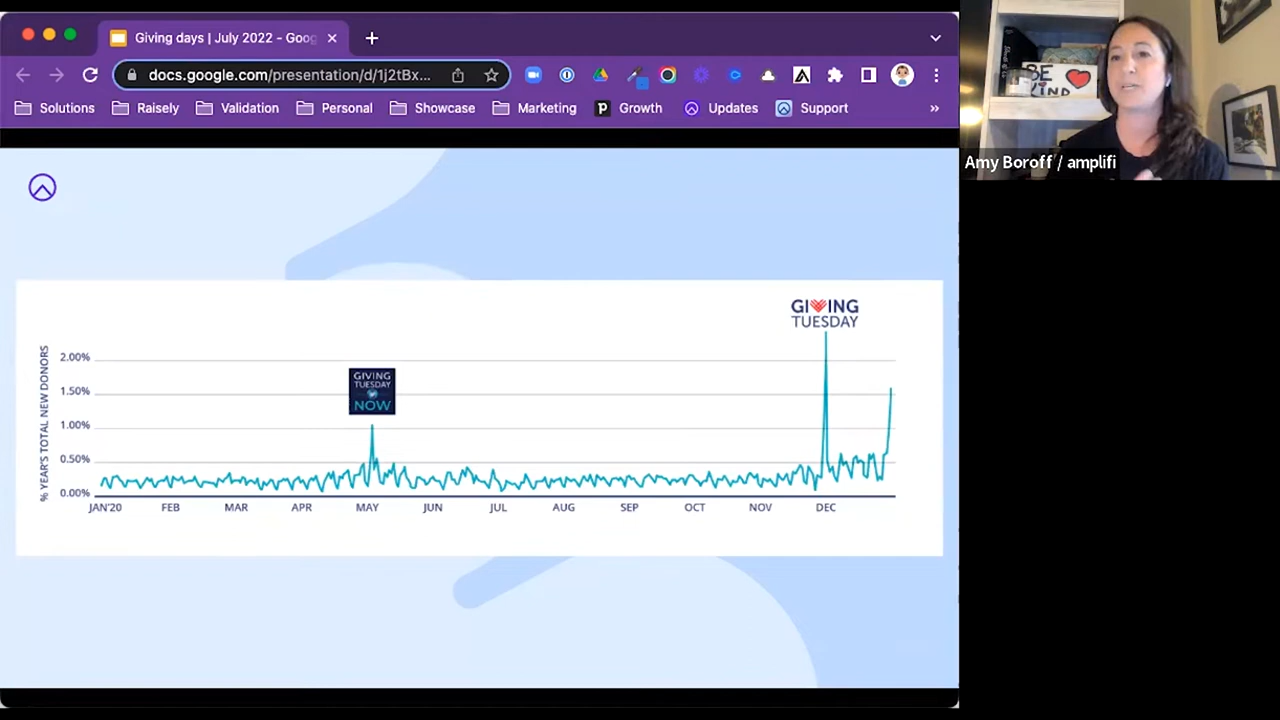 Giving days | July 2022 - Goog
docs.google.com/presentation/d/1j2tBx...
Solutions
Raisely
Validation
Personal
Showcase
Marketing
Growth
Updates
Support
»
BE
KIND
Amy Boroff / amplifi
GIVING
TUESDAY
GIVING
TUESDAY
NOW
% YEAR'S TOTAL NEW DONORS
2.00%
1.50%
1.00%
0.50%
0.00%
JAN'20 FEB MAR APR MAY JUN JUL AUG SEP OCT NOV DEC